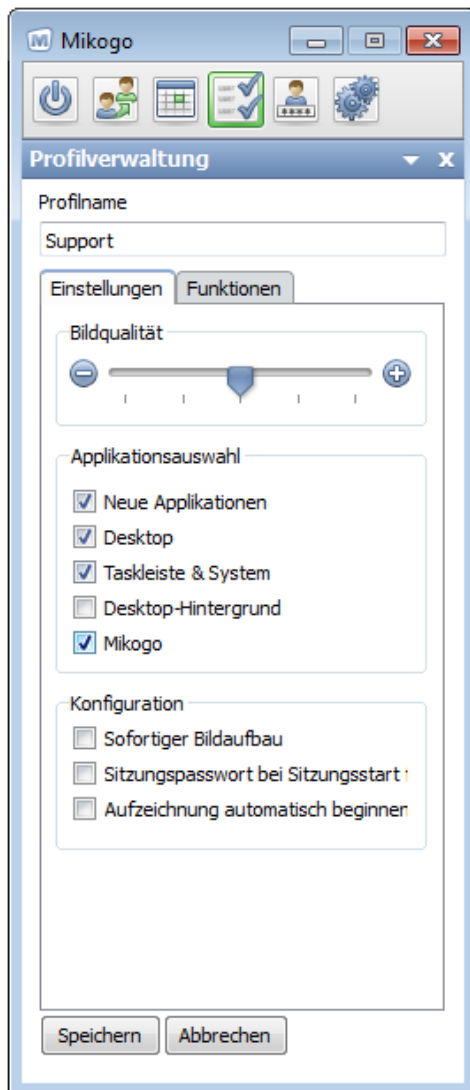 Mikogo
Profilverwaltung
Profilname
Support
Einstellungen Funktionen
Bildqualität
Applikationsauswahl
Neue Applikationen
Desktop
Taskleiste & System
Desktop-Hintergrund
Mikogo
Konfiguration
Sofortiger Bildaufbau
Sitzungspasswort bei Sitzungsstart
Aufzeichnung automatisch beginnen
Speichern Abbrechen